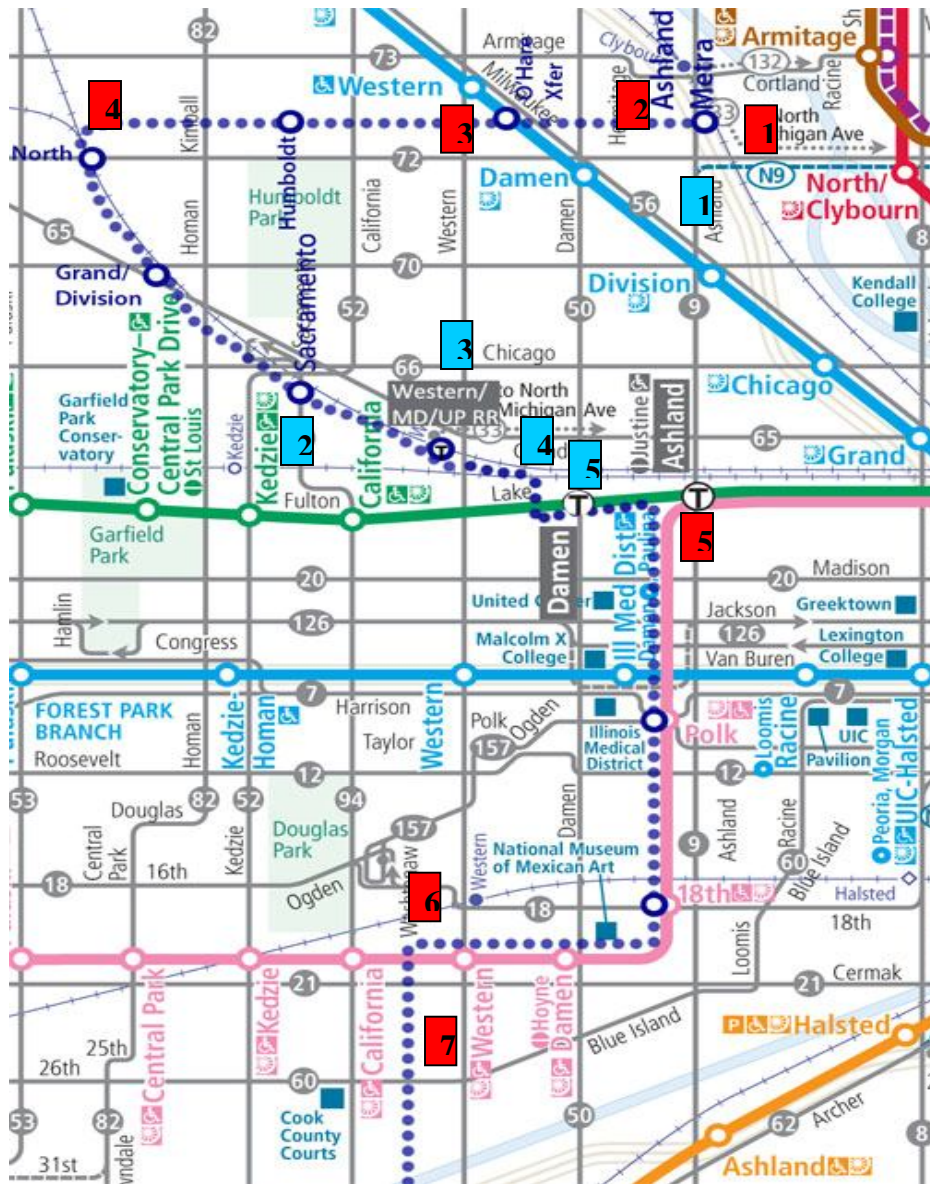 82
Armitage
Clybou
132
Armitage
Sh
73
Cortland
Racine
Western
Milwaukee
O'Hare
Xfer
Hermitage
Ashland
Metra
4
Kimball
3
2
1
North
higan Ave
33
North
Humboldt
72
Humboldt
Park
California
Western
Damen
Damen
56
1
Ashland
N9
North/
Clybourn
65
Homan
Grand/
Division
70
Division
8
Sacramento
52
50
9
Kendall
College
Conservatory–
Central Park Drive
St Louis
3
Chicago
66
Garfield
Park
Conser-
vatory
Kedzie
Kedzie
2
California
Western/
MD/UP RR
to North
Michigan Ave
133
4
5
Justine
Ashland
Chicago
65
Grand
Fulton
Lake
T
T
T
5
Garfield
Park
Damen
Ill Med Dist
Damen
Paulina
20
20
Madison
Hamlin
126
United
Jackson
Greektown
Congress
Malcolm X
College
126
Lexington
College
Van Buren
7
7
FOREST PARK
BRANCH
Kedzie-
Homan
Harrison
Western
Polk
Ogden
Illinois
Medical
District
Polk
Loomis
Racine
Pavilion
UIC
Peoria, Morgan
UIC-Halsted
Roosevelt
Homan
Taylor
157
12
12
53
82
52
94
Douglas
Central
Park
Kedzie
Douglas
Park
157
Damen
9
Ashland
Racine
60
Blue Island
National Museum
of Mexican Art
16th
18
Ogden
Western
6
18
18th
Halsted
18th
Loomis
21
21
Cermak
Central Park
Kedzie
California
7
Western
Hoyne
Damen
Blue Island
P
Halsted
25th
26th
60
Cook
County
Courts
53
82
50
62
Archer
8
31st
wndale
Ashland